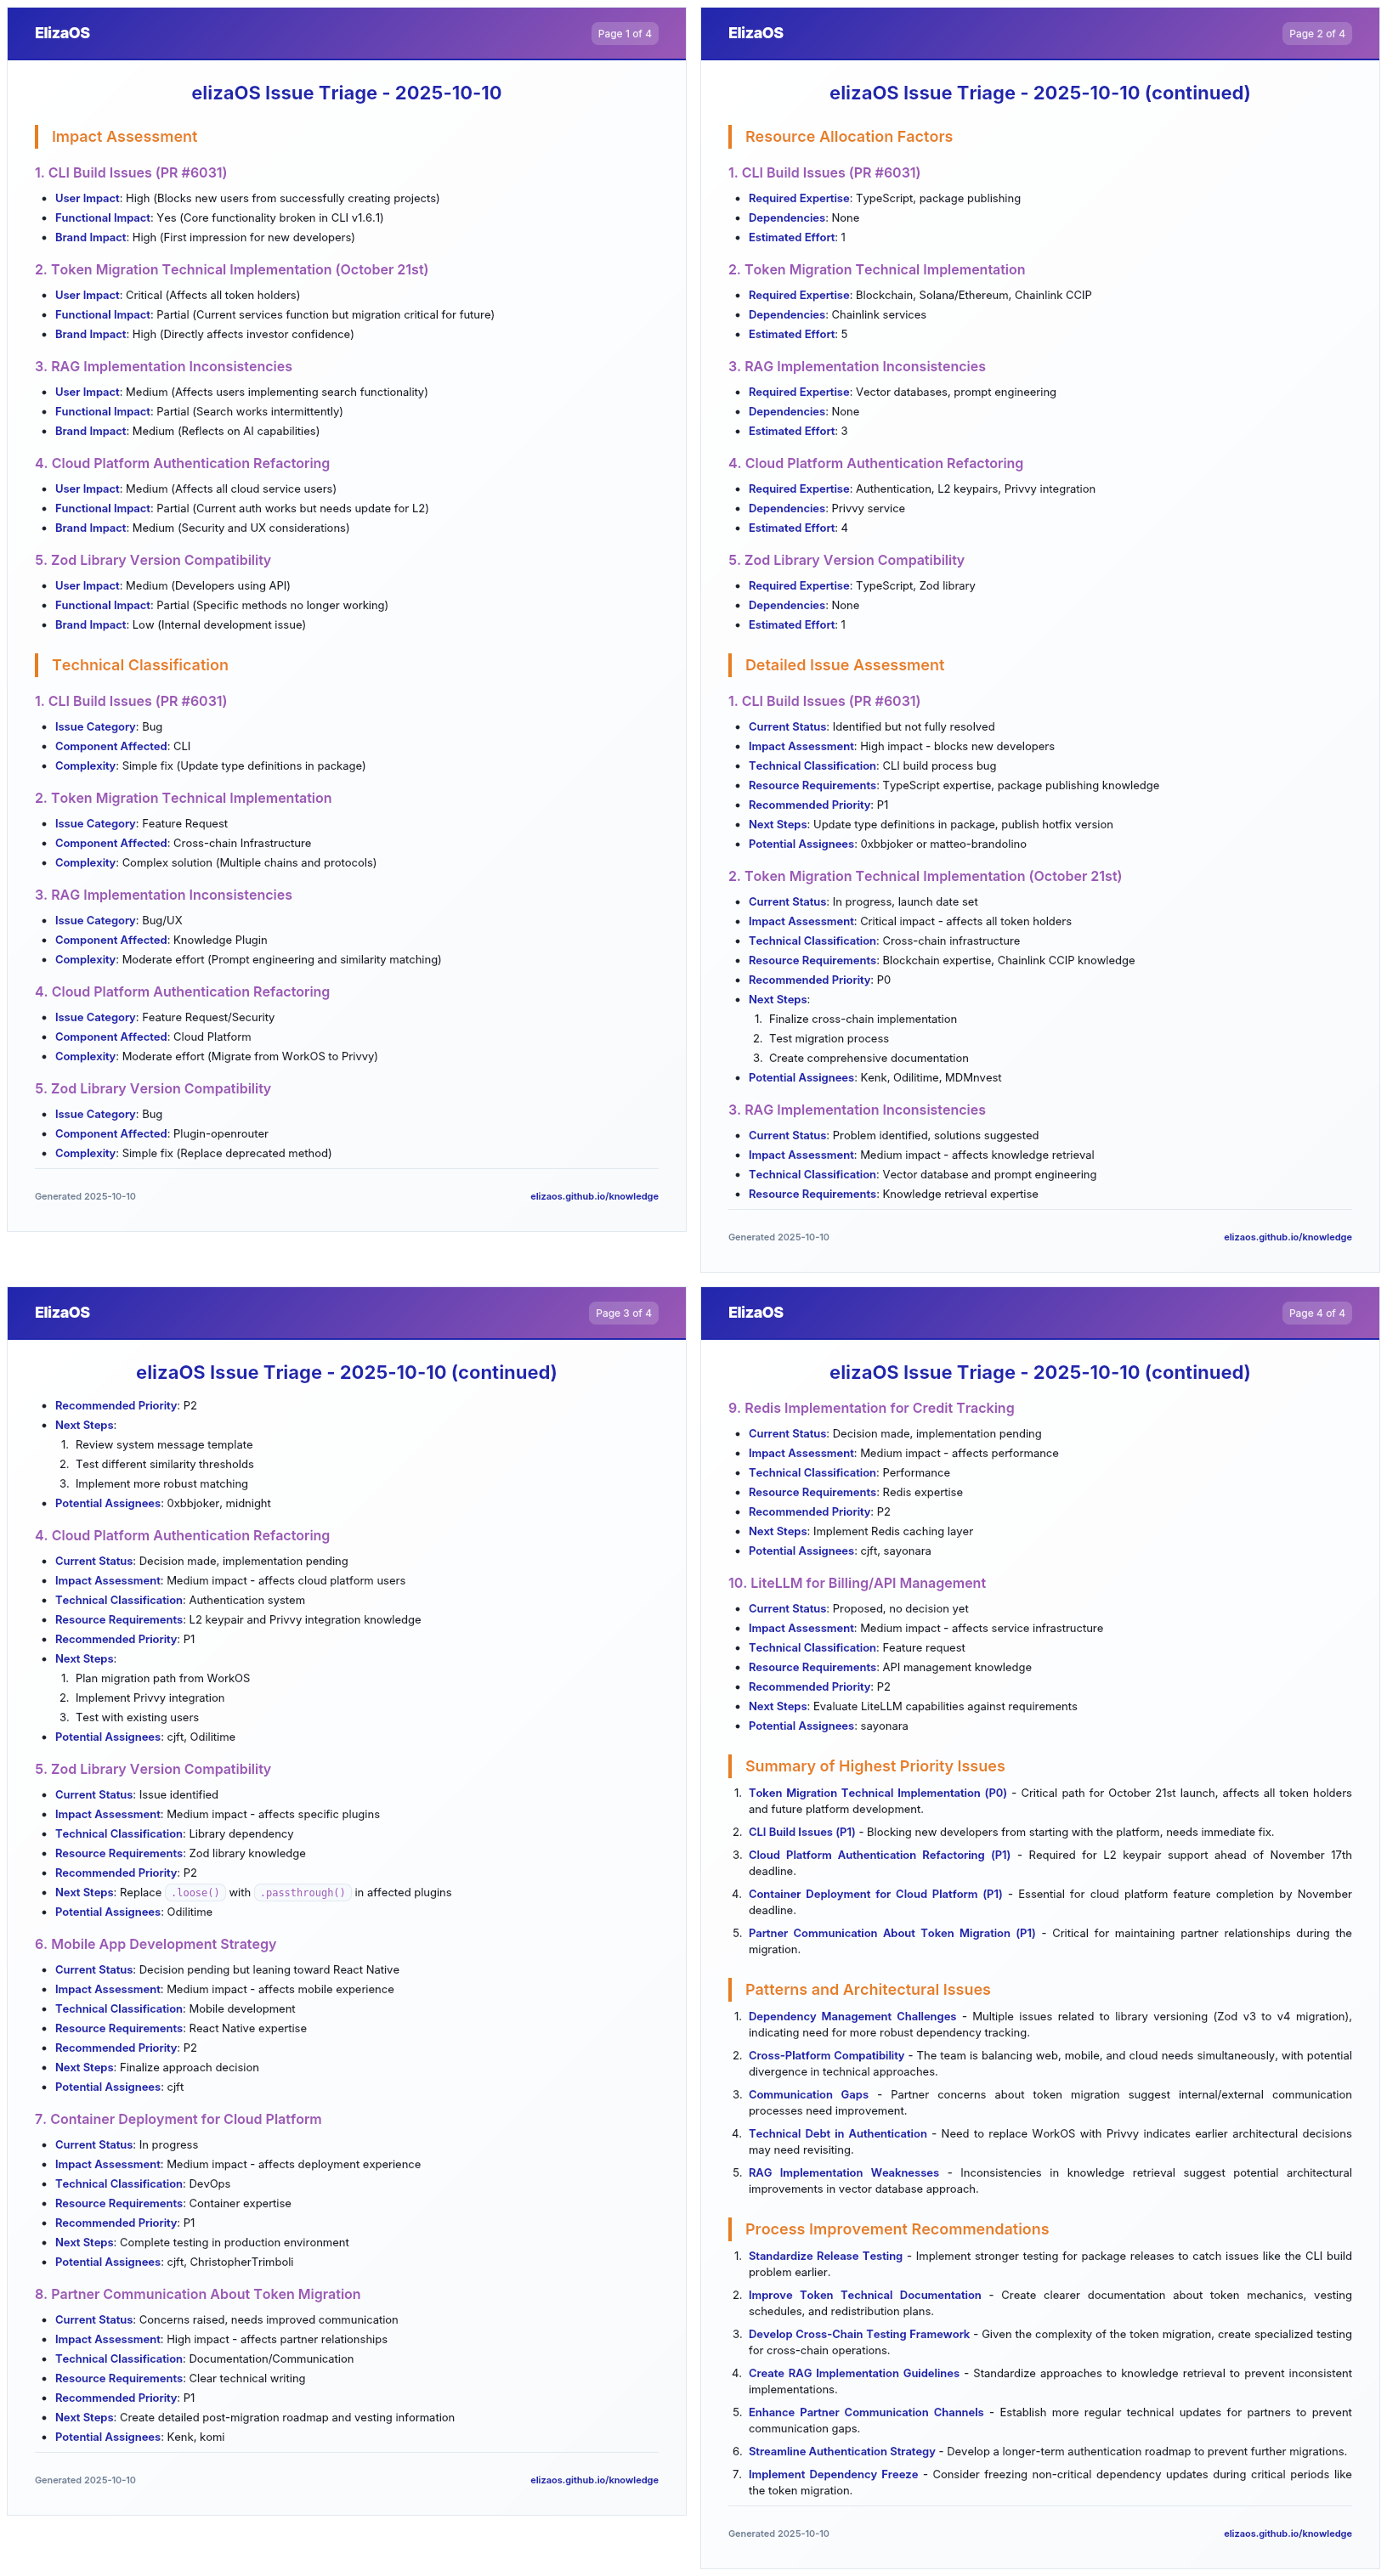 ElizaOS
Page 1 of 4
elizaOS Issue Triage - 2025-10-10
Impact Assessment
1. CLI Build Issues (PR #6031)
• User Impact: High (Blocks new users from successfully creating projects)
• Functional Impact: Yes (Core functionality broken in CLI v1.6.1)
• Brand Impact: High (First impression for new developers)
2. Token Migration Technical Implementation (October 21st)
• User Impact: Critical (Affects all token holders)
• Functional Impact: Partial (Current services function but migration critical for future)
• Brand Impact: High (Directly affects investor confidence)
3. RAG Implementation Inconsistencies
• User Impact: Medium (Affects users implementing search functionality)
• Functional Impact: Partial (Search works intermittently)
• Brand Impact: Medium (Reflects on AI capabilities)
4. Cloud Platform Authentication Refactoring
• User Impact: Medium (Affects all cloud service users)
• Functional Impact: Partial (Current auth works but needs update for L2)
• Brand Impact: Medium (Security and UX considerations)
5. Zod Library Version Compatibility
• User Impact: Medium (Developers using API)
• Functional Impact: Partial (Specific methods no longer working)
• Brand Impact: Low (Internal development issue)
Technical Classification
1. CLI Build Issues (PR #6031)
• Issue Category: Bug
• Component Affected: CLI
• Complexity: Simple fix (Update type definitions in package)
2. Token Migration Technical Implementation
• Issue Category: Feature Request
• Component Affected: Cross-chain Infrastructure
• Complexity: Complex solution (Multiple chains and protocols)
3. RAG Implementation Inconsistencies
• Issue Category: Bug/UX
• Component Affected: Knowledge Plugin
• Complexity: Moderate effort (Prompt engineering and similarity matching)
4. Cloud Platform Authentication Refactoring
• Issue Category: Feature Request/Security
• Component Affected: Cloud Platform
• Complexity: Moderate effort (Migrate from WorkOS to Privvy)
5. Zod Library Version Compatibility
• Issue Category: Bug
• Component Affected: Plugin-openrouter
• Complexity: Simple fix (Replace deprecated method)
Generated 2025-10-10
elizaos.github.io/knowledge
ElizaOS
Page 2 of 4
elizaOS Issue Triage - 2025-10-10 (continued)
Resource Allocation Factors
1. CLI Build Issues (PR #6031)
• Required Expertise: TypeScript, package publishing
• Dependencies: None
• Estimated Effort: 1
2. Token Migration Technical Implementation
• Required Expertise: Blockchain, Solana/Ethereum, Chainlink CCIP
• Dependencies: Chainlink services
• Estimated Effort: 5
3. RAG Implementation Inconsistencies
• Required Expertise: Vector databases, prompt engineering
• Dependencies: None
• Estimated Effort: 3
4. Cloud Platform Authentication Refactoring
• Required Expertise: Authentication, L2 keypairs, Privvy integration
• Dependencies: Privvy service
• Estimated Effort: 4
5. Zod Library Version Compatibility
• Required Expertise: TypeScript, Zod library
• Dependencies: None
• Estimated Effort: 1
Detailed Issue Assessment
1. CLI Build Issues (PR #6031)
• Current Status: Identified but not fully resolved
• Impact Assessment: High impact - blocks new developers
• Technical Classification: CLI build process bug
• Resource Requirements: TypeScript expertise, package publishing knowledge
• Recommended Priority: P1
• Next Steps: Update type definitions in package, publish hotfix version
• Potential Assignees: 0xbbjoker or matteo-brandolino
2. Token Migration Technical Implementation (October 21st)
• Current Status: In progress, launch date set
• Impact Assessment: Critical impact - affects all token holders
• Technical Classification: Cross-chain infrastructure
• Resource Requirements: Blockchain expertise, Chainlink CCIP knowledge
• Recommended Priority: P0
• Next Steps:
1. Finalize cross-chain implementation
2. Test migration process
3. Create comprehensive documentation
• Potential Assignees: Kenk, Odilitime, MDMnvest
3. RAG Implementation Inconsistencies
• Current Status: Problem identified, solutions suggested
• Impact Assessment: Medium impact - affects knowledge retrieval
• Technical Classification: Vector database and prompt engineering
• Resource Requirements: Knowledge retrieval expertise
Generated 2025-10-10
elizaos.github.io/knowledge
ElizaOS
Page 3 of 4
elizaOS Issue Triage - 2025-10-10 (continued)
• Recommended Priority: P2
• Next Steps:
1. Review system message template
2. Test different similarity thresholds
3. Implement more robust matching
• Potential Assignees: 0xbbjoker, midnight
4. Cloud Platform Authentication Refactoring
• Current Status: Decision made, implementation pending
• Impact Assessment: Medium impact - affects cloud platform users
• Technical Classification: Authentication system
• Resource Requirements: L2 keypair and Privvy integration knowledge
• Recommended Priority: P1
• Next Steps:
1. Plan migration path from WorkOS
2. Implement Privvy integration
3. Test with existing users
• Potential Assignees: cjft, Odilitime
5. Zod Library Version Compatibility
• Current Status: Issue identified
• Impact Assessment: Medium impact - affects specific plugins
• Technical Classification: Library dependency
• Resource Requirements: Zod library knowledge
• Recommended Priority: P2
• Next Steps: Replace .loose() with .passthrough() in affected plugins
• Potential Assignees: Odilitime
6. Mobile App Development Strategy
• Current Status: Decision pending but leaning toward React Native
• Impact Assessment: Medium impact - affects mobile experience
• Technical Classification: Mobile development
• Resource Requirements: React Native expertise
• Recommended Priority: P2
• Next Steps: Finalize approach decision
• Potential Assignees: cjft
7. Container Deployment for Cloud Platform
• Current Status: In progress
• Impact Assessment: Medium impact - affects deployment experience
• Technical Classification: DevOps
• Resource Requirements: Container expertise
• Recommended Priority: P1
• Next Steps: Complete testing in production environment
• Potential Assignees: cjft, ChristopherTrimboli
8. Partner Communication About Token Migration
• Current Status: Concerns raised, needs improved communication
• Impact Assessment: High impact - affects partner relationships
• Technical Classification: Documentation/Communication
• Resource Requirements: Clear technical writing
• Recommended Priority: P1
• Next Steps: Create detailed post-migration roadmap and vesting information
• Potential Assignees: Kenk, komi
Generated 2025-10-10
elizaos.github.io/knowledge
ElizaOS
Page 4 of 4
elizaOS Issue Triage - 2025-10-10 (continued)
9. Redis Implementation for Credit Tracking
• Current Status: Decision made, implementation pending
• Impact Assessment: Medium impact - affects performance
• Technical Classification: Performance
• Resource Requirements: Redis expertise
• Recommended Priority: P2
• Next Steps: Implement Redis caching layer
• Potential Assignees: cjft, sayonara
10. LiteLLM for Billing/API Management
• Current Status: Proposed, no decision yet
• Impact Assessment: Medium impact - affects service infrastructure
• Technical Classification: Feature request
• Resource Requirements: API management knowledge
• Recommended Priority: P2
• Next Steps: Evaluate LiteLLM capabilities against requirements
• Potential Assignees: sayonara
Summary of Highest Priority Issues
1. Token Migration Technical Implementation (P0) - Critical path for October 21st launch, affects all token holders
and future platform development.
2. CLI Build Issues (P1) - Blocking new developers from starting with the platform, needs immediate fix.
3. Cloud Platform Authentication Refactoring (P1) - Required for L2 keypair support ahead of November 17th
deadline.
4. Container Deployment for Cloud Platform (P1) - Essential for cloud platform feature completion by November
deadline.
5. Partner Communication About Token Migration (P1) - Critical for maintaining partner relationships during the
migration.
Patterns and Architectural Issues
1. Dependency Management Challenges - Multiple issues related to library versioning (Zod v3 to v4 migration),
indicating need for more robust dependency tracking.
2. Cross-Platform Compatibility - The team is balancing web, mobile, and cloud needs simultaneously, with potential
divergence in technical approaches.
3. Communication Gaps - Partner concerns about token migration suggest internal/external communication
processes need improvement.
4. Technical Debt in Authentication - Need to replace WorkOS with Privvy indicates earlier architectural decisions
may need revisiting.
5. RAG Implementation Weaknesses - Inconsistencies in knowledge retrieval suggest potential architectural
improvements in vector database approach.
Process Improvement Recommendations
1. Standardize Release Testing - Implement stronger testing for package releases to catch issues like the CLI build
problem earlier.
2. Improve Token Technical Documentation - Create clearer documentation about token mechanics, vesting
schedules, and redistribution plans.
3. Develop Cross-Chain Testing Framework - Given the complexity of the token migration, create specialized testing
for cross-chain operations.
4. Create RAG Implementation Guidelines - Standardize approaches to knowledge retrieval to prevent inconsistent
implementations.
5. Enhance Partner Communication Channels - Establish more regular technical updates for partners to prevent
communication gaps.
6. Streamline Authentication Strategy - Develop a longer-term authentication roadmap to prevent further migrations.
7. Implement Dependency Freeze - Consider freezing non-critical dependency updates during critical periods like
the token migration.
Generated 2025-10-10
elizaos.github.io/knowledge